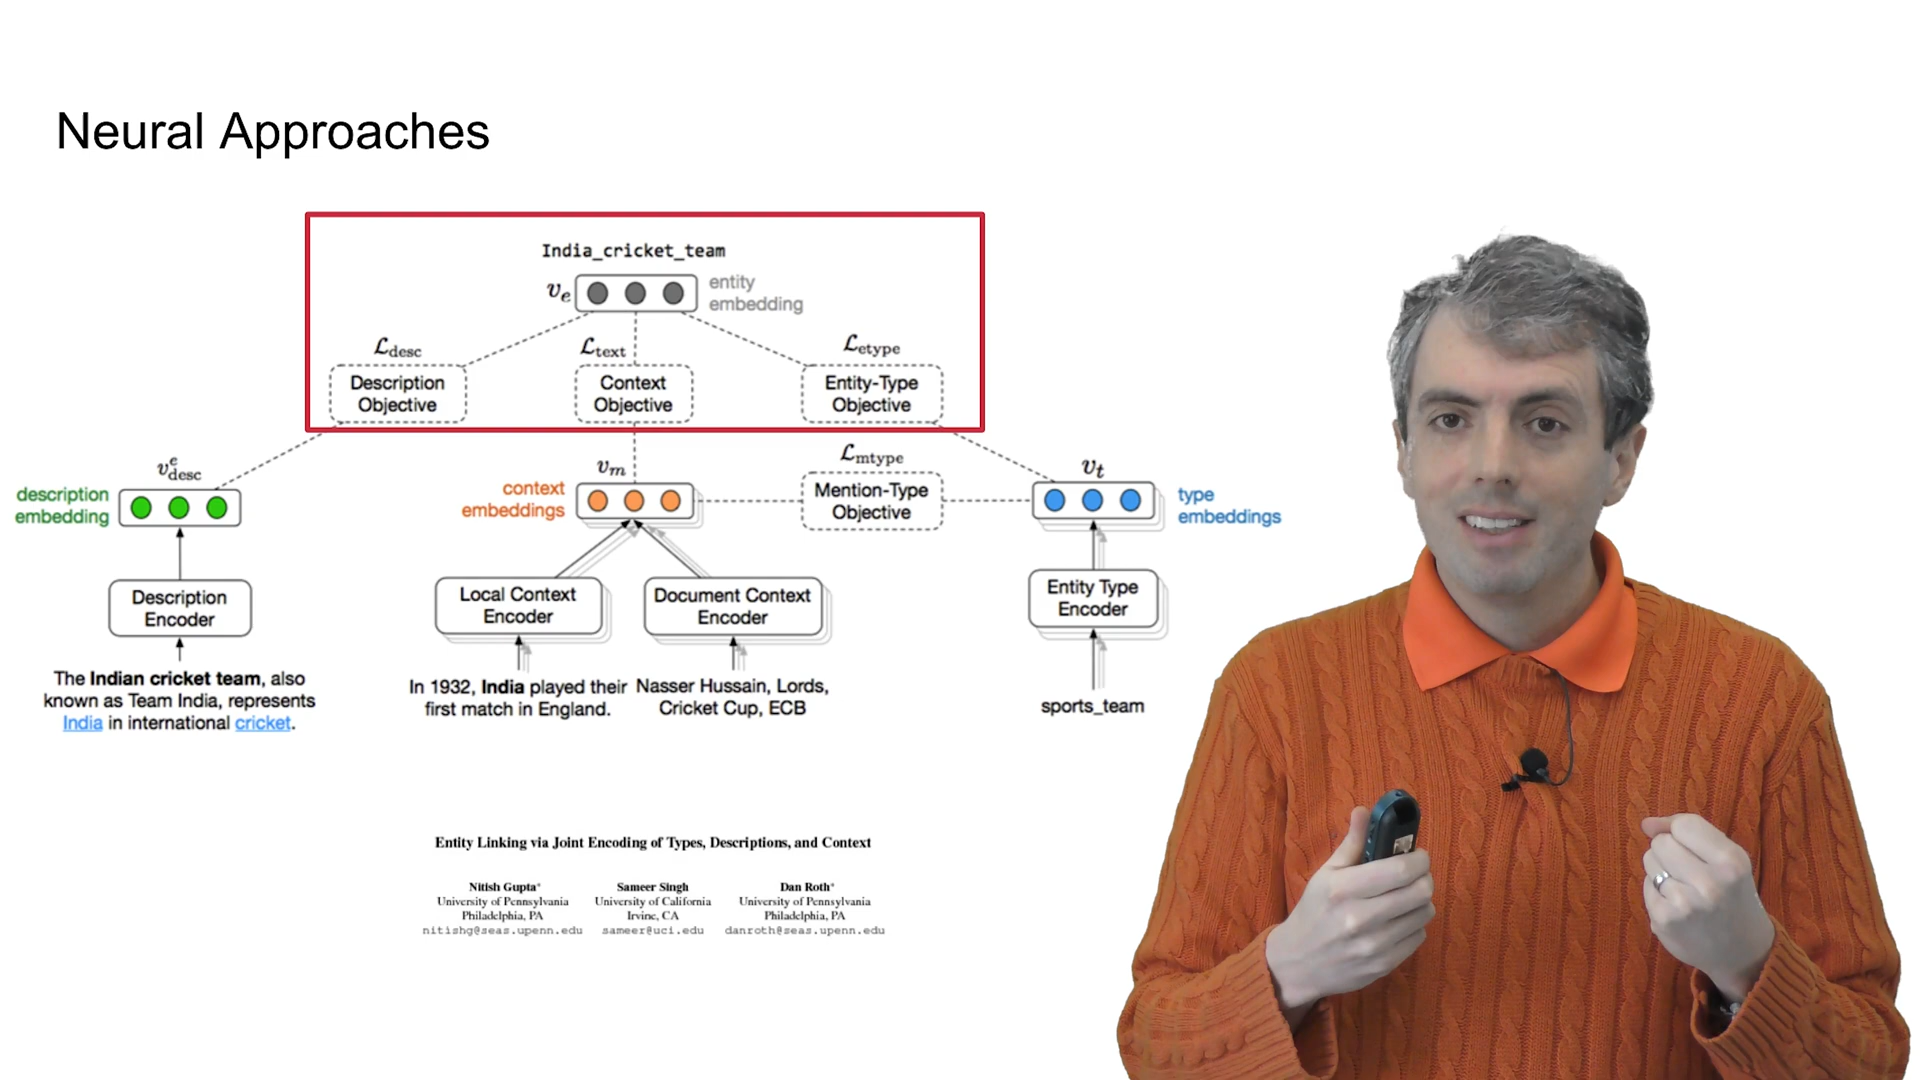 Neural Approaches
India_cricket_team
v_e
entity
embedding
ℒ_desc
ℒ_text
ℒ_etype
Description
Objective
Context
Objective
Entity-Type
Objective
ℒ_mtype
v^e_desc
v_m
v_t
description
embedding
context
embeddings
Mention-Type
Objective
type
embeddings
Description
Encoder
Local Context
Encoder
Document Context
Encoder
Entity Type
Encoder
The Indian cricket team, also
known as Team India, represents
India in international cricket.
In 1932, India played their
first match in England.
Nasser Hussain, Lords,
Cricket Cup, ECB
sports_team
Entity Linking via Joint Encoding of Types, Descriptions, and Context
Nitish Gupta*
University of Pennsylvania
Philadelphia, PA
nitishg@seas.upenn.edu
Sameer Singh
University of California
Irvine, CA
sameer@uci.edu
Dan Roth*
University of Pennsylvania
Philadelphia, PA
danroth@seas.upenn.edu